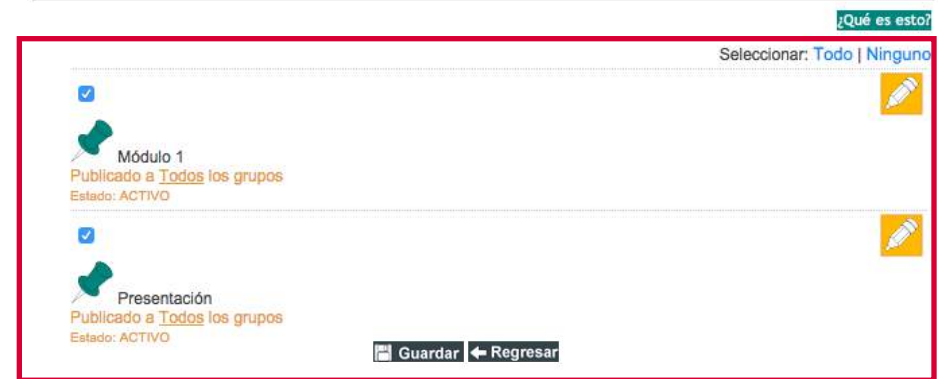 ¿Qué es esto?
Seleccionar: Todo | Ninguno
Módulo 1
Publicado a Todos los grupos
Estado: ACTIVO
Presentación
Publicado a Todos los grupos
Estado: ACTIVO
Guardar Regresar